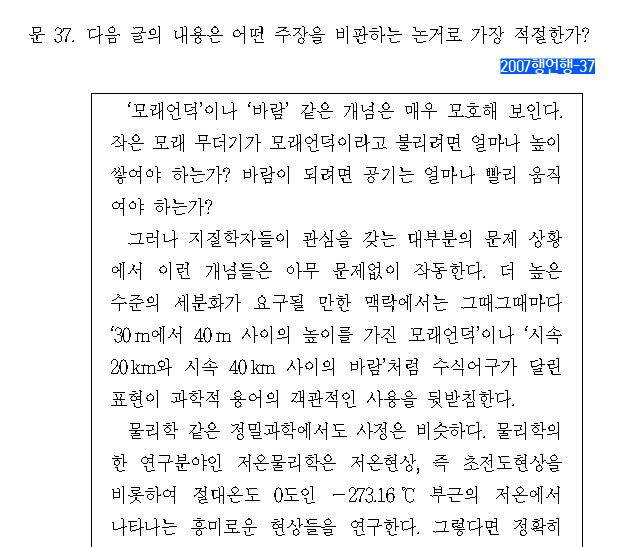 문 37. 다음 글의 내용은 어떤 주장을 비판하는 논거로 가장 적절한가?
2007행언행-37
‘모래언덕’이나 ‘바람’ 같은 개념은 매우 모호해 보인다.
작은 모래 무더기가 모래언덕이라고 불리려면 얼마나 높이
쌓여야 하는가? 바람이 되려면 공기는 얼마나 빨리 움직
여야 하는가?
그러나 지질학자들이 관심을 갖는 대부분의 문제 상황
에서 이런 개념들은 아무 문제없이 작동한다. 더 높은
수준의 세분화가 요구될 만한 맥락에서는 그때그때마다
‘30m에서 40m 사이의 높이를 가진 모래언덕’이나 ‘시속
20km와 시속 40km 사이의 바람’처럼 수식어구가 달린
표현이 과학적 용어의 객관적인 사용을 뒷받침한다.
물리학 같은 정밀과학에서도 사정은 비슷하다. 물리학의
한 연구분야인 저온물리학은 저온현상, 즉 초전도현상을
비롯하여 절대온도 0도인 －273.16℃ 부근의 저온에서
나타나는 흥미로운 현상들을 연구한다. 그렇다면 정확히